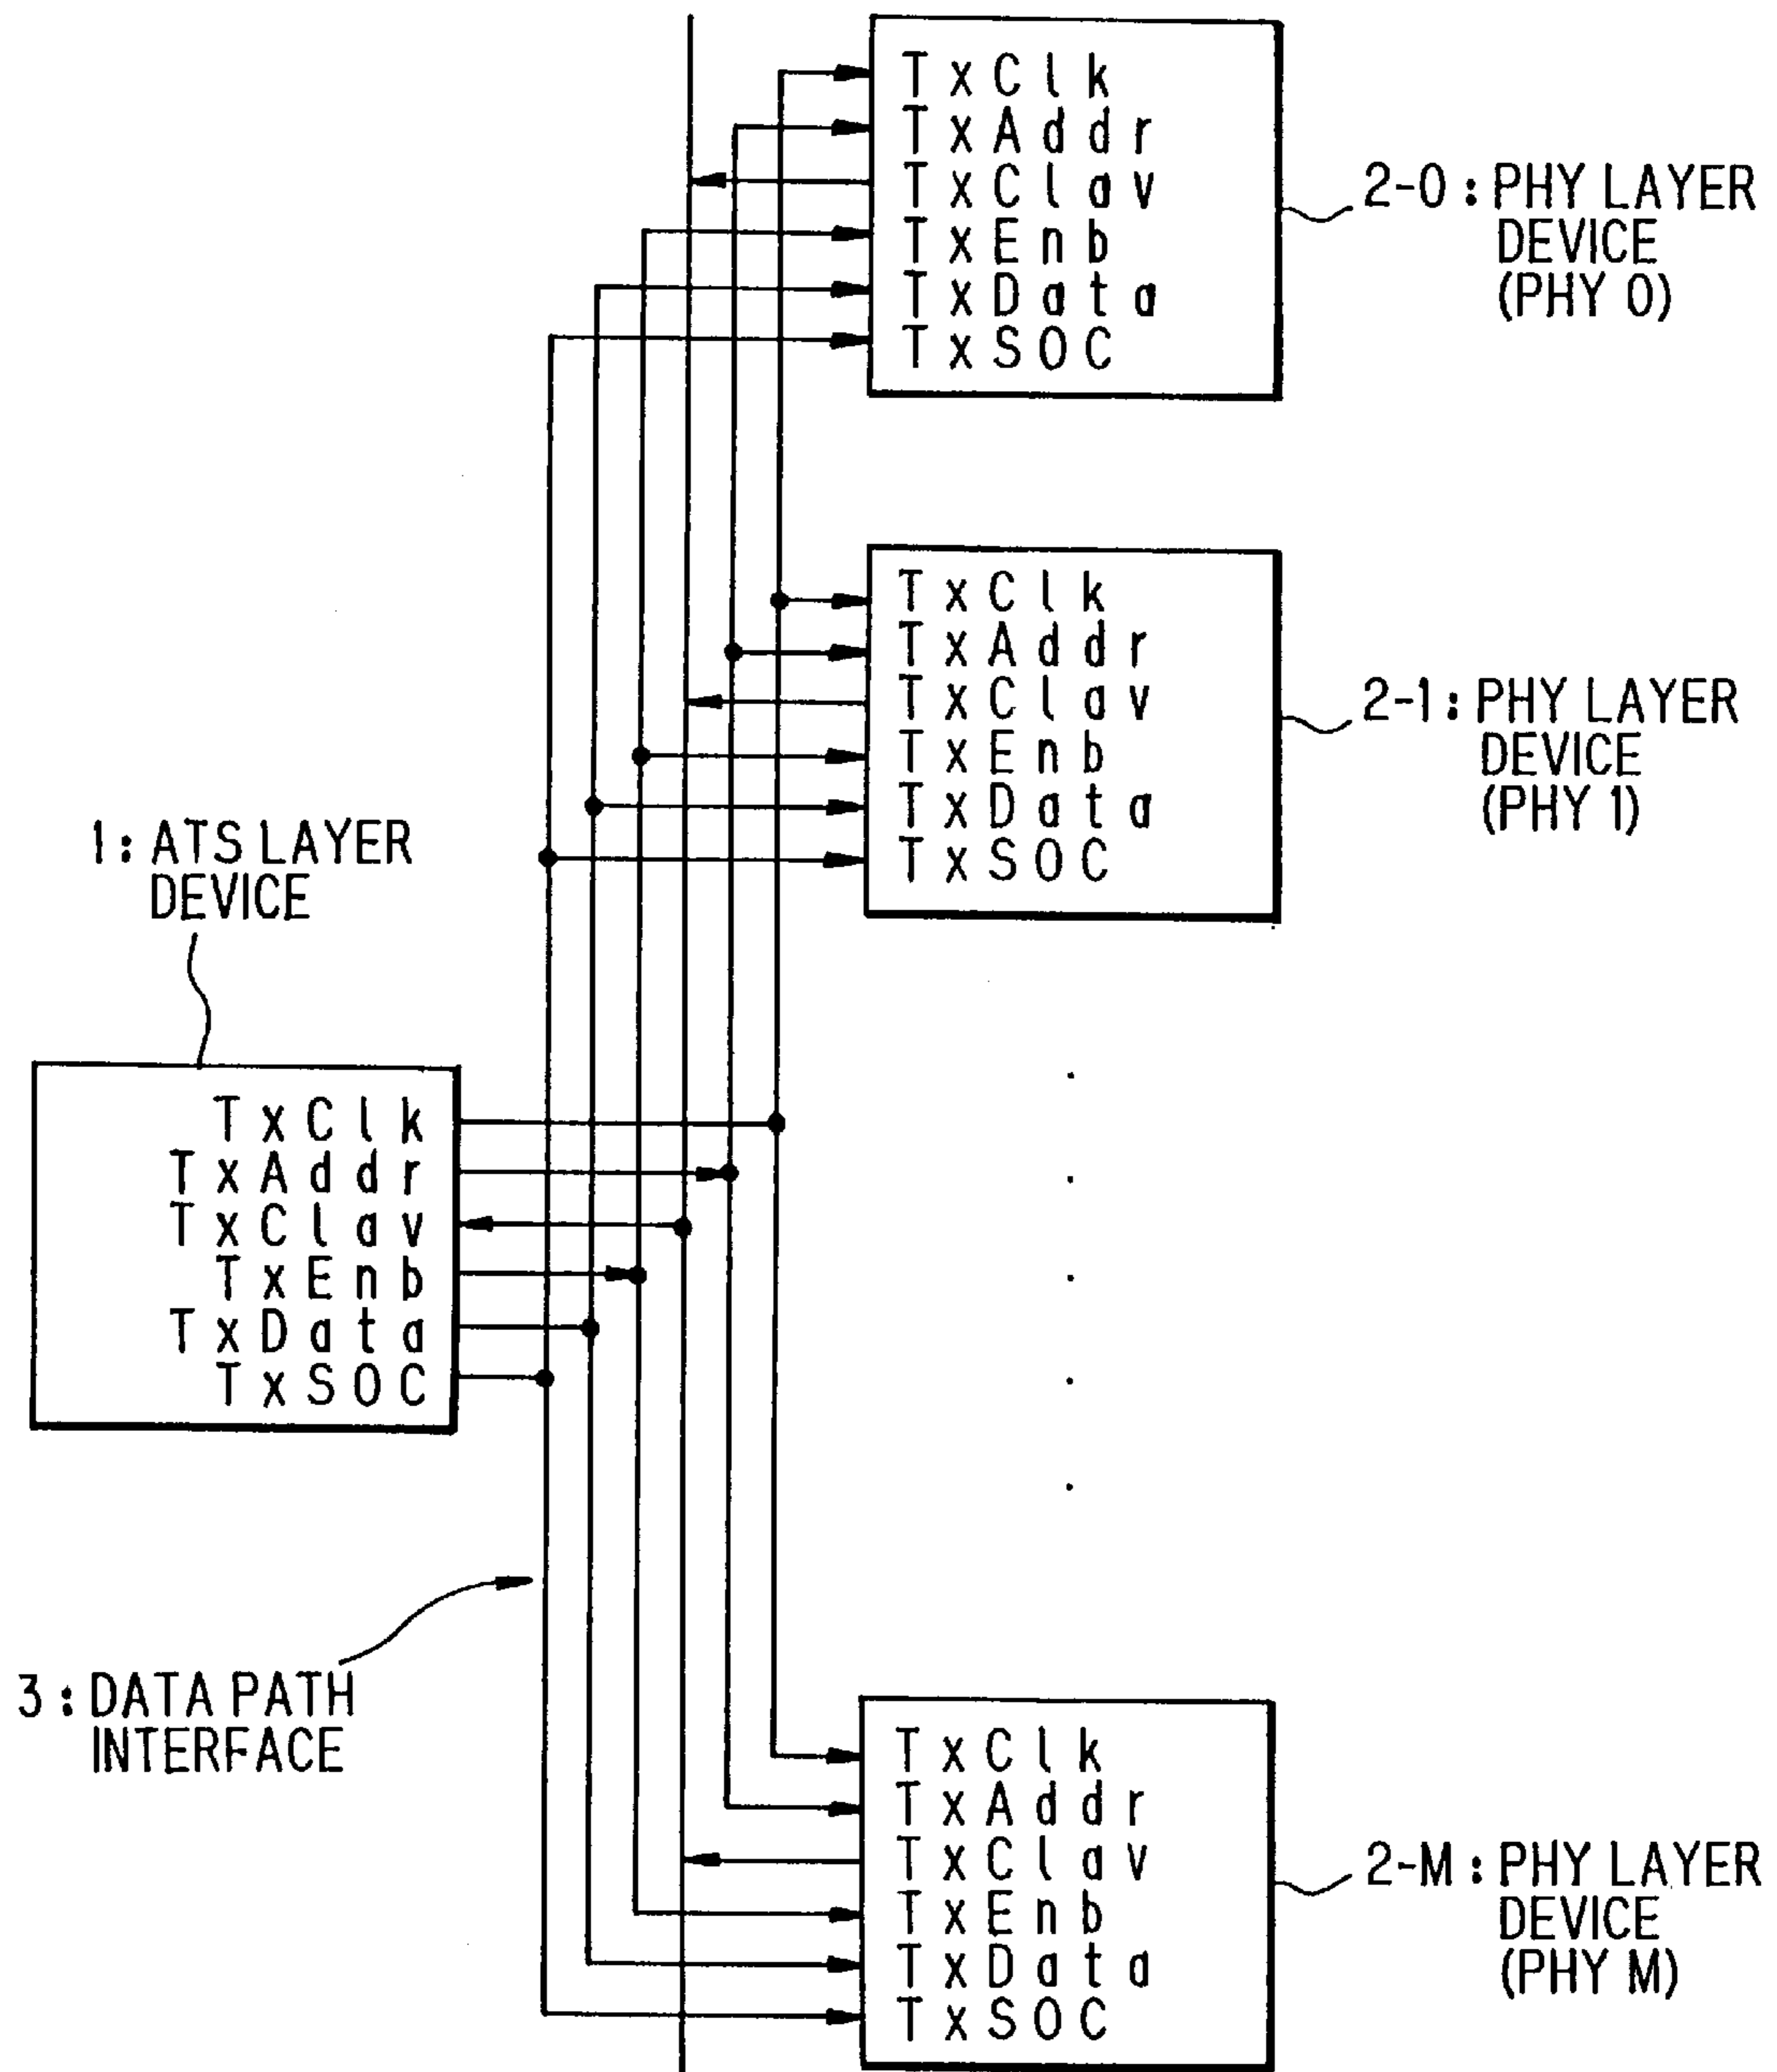 TxClk
TxAddr
TxClav
TxEnb
TxData
TxSOC
2-0: PHY LAYER
DEVICE
(PHY 0)
TxClk
TxAddr
TxClav
TxEnb
TxData
TxSOC
2-1: PHY LAYER
DEVICE
(PHY 1)
1: ATS LAYER
DEVICE
TxClk
TxAddr
TxClav
TxEnb
TxData
TxSOC
3: DATA PATH
INTERFACE
TxClk
TxAddr
TxClav
TxEnb
TxData
TxSOC
2-M: PHY LAYER
DEVICE
(PHY M)